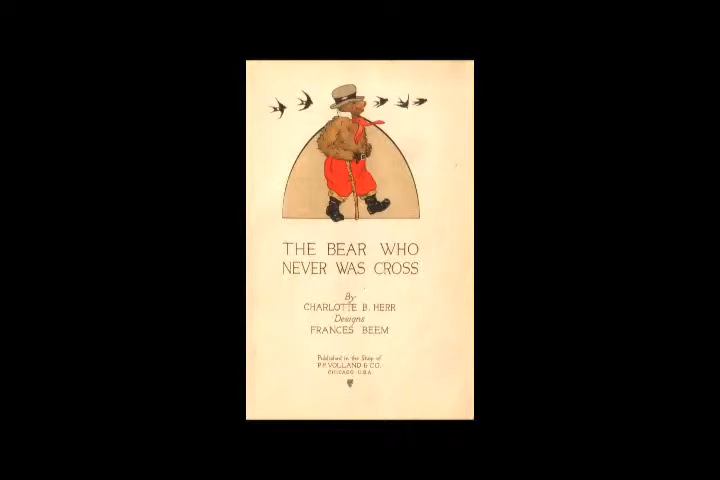 THE BEAR WHO
NEVER WAS CROSS
By
CHARLOTTE B. HERR
Designs
FRANCES BEEM
Published in the Shop of
P.F. VOLLAND & CO.
CHICAGO U.S.A.